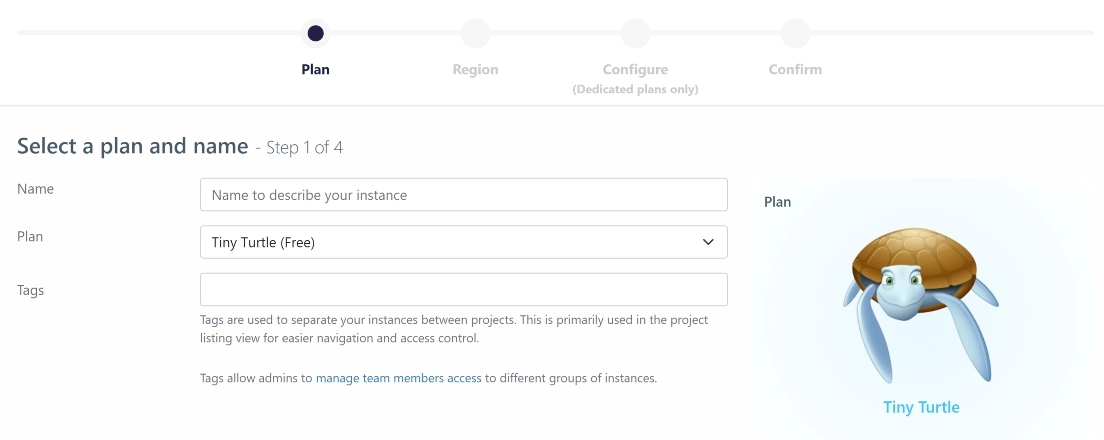 Plan
Region
Configure
(Dedicated plans only)
Confirm
Select a plan and name - Step 1 of 4
Name
Name to describe your instance
Plan
Tiny Turtle (Free)
Tags
Tags are used to separate your instances between projects. This is primarily used in the project
listing view for easier navigation and access control.
Tags allow admins to manage team members access to different groups of instances.
Plan
Tiny Turtle